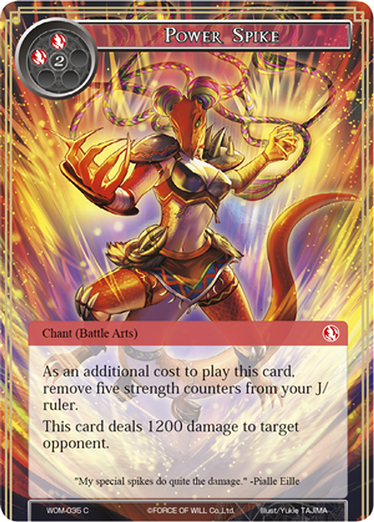 Power Spike
2
Chant (Battle Arts)
As an additional cost to play this card,
remove five strength counters from your J/
ruler.
This card deals 1200 damage to target
opponent.
"My special spikes do quite the damage." -Pialle Eille
WOM-035 C ©FORCE OF WILL Co.,Ltd. Illust/Yukie TAJIMA